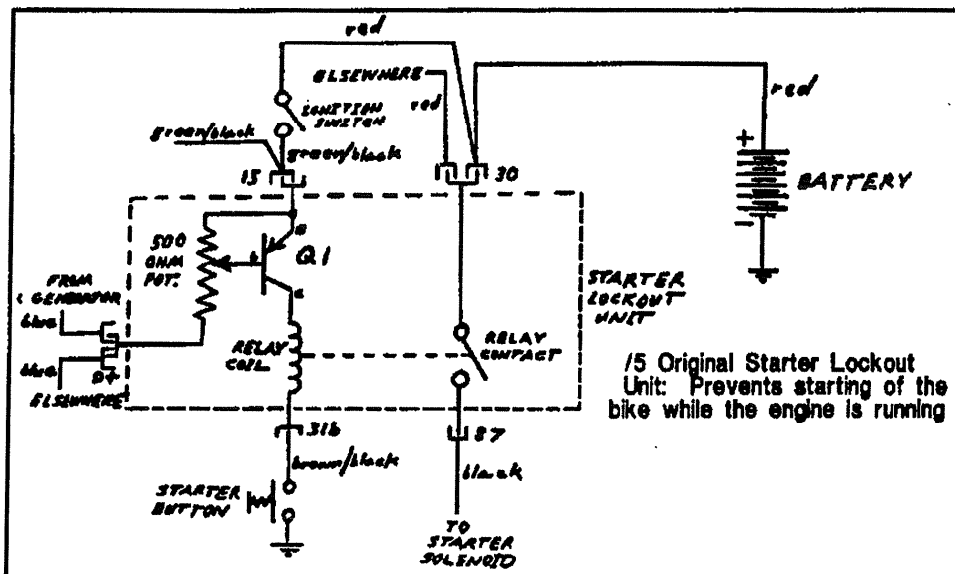 red
ELSEWHERE
red
red
IGNITION
SWITCH
green/black
green/black
15
30
+
BATTERY
-
500
OHM
POT.
e
b
Q1
c
FROM
GENERATOR
blue
blue
D+
ELSEWHERE
RELAY
COIL
RELAY
CONTACT
STARTER
LOCKOUT
UNIT
/5 Original Starter Lockout
Unit: Prevents starting of the
bike while the engine is running
31b
87
brown/black
black
STARTER
BUTTON
TO
STARTER
SOLENOID